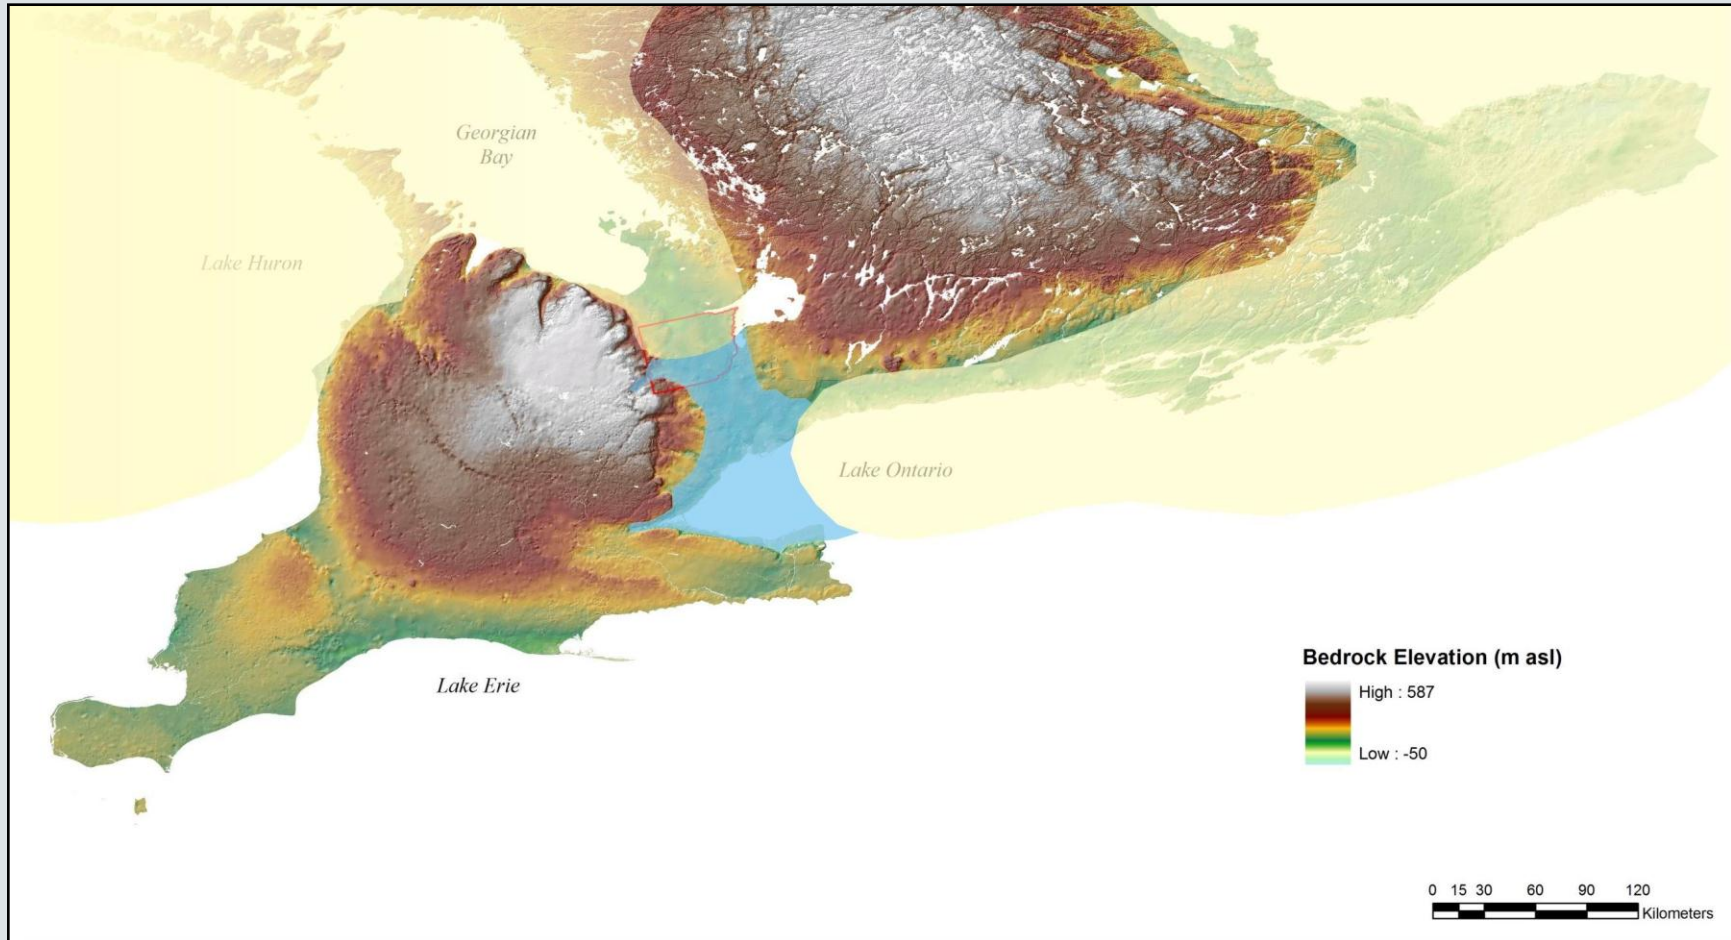 Georgian
Bay
Lake Huron
Lake Ontario
Lake Erie
Bedrock Elevation (m asl)
High : 587
Low : -50
0 15 30 60 90 120
Kilometers